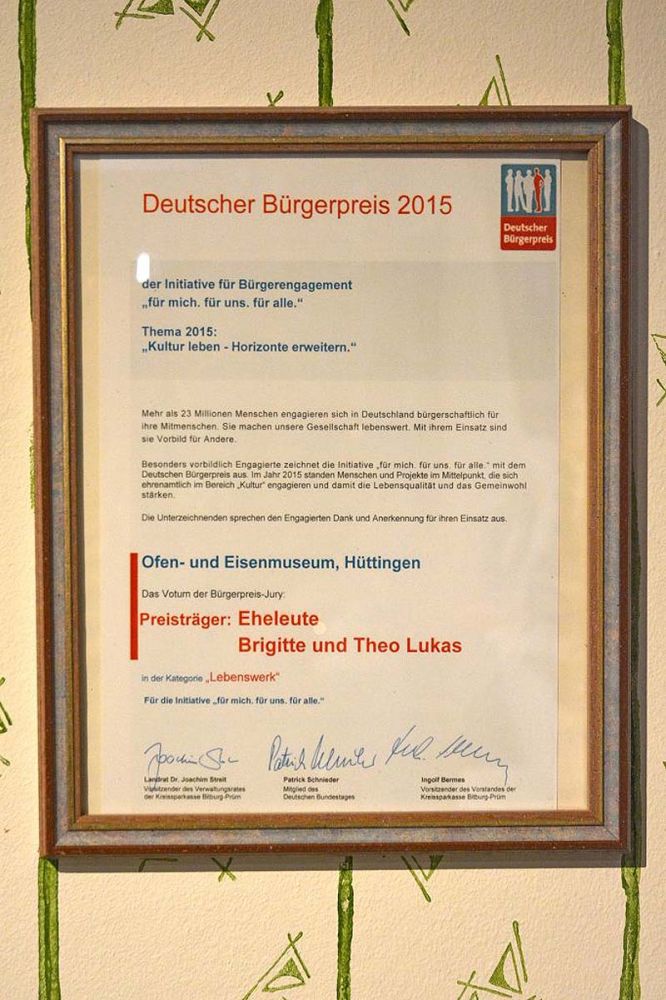 Deutscher Bürgerpreis 2015
Deutscher
Bürgerpreis
der Initiative für Bürgerengagement
„für mich. für uns. für alle.“
Thema 2015:
„Kultur leben - Horizonte erweitern.“
Mehr als 23 Millionen Menschen engagieren sich in Deutschland bürgerschaftlich für
ihre Mitmenschen. Sie machen unsere Gesellschaft lebenswert. Mit ihrem Einsatz sind
sie Vorbild für Andere.
Besonders vorbildlich Engagierte zeichnet die Initiative „für mich. für uns. für alle.“ mit dem
Deutschen Bürgerpreis aus. Im Jahr 2015 standen Menschen und Projekte im Mittelpunkt, die sich
ehrenamtlich im Bereich „Kultur“ engagieren und damit die Lebensqualität und das Gemeinwohl
stärken.
Die Unterzeichnenden sprechen den Engagierten Dank und Anerkennung für ihren Einsatz aus.
Ofen- und Eisenmuseum, Hüttingen
Das Votum der Bürgerpreis-Jury:
Preisträger: Eheleute
Brigitte und Theo Lukas
in der Kategorie „Lebenswerk“
Für die Initiative „für mich. für uns. für alle.“
Landrat Dr. Joachim Streit
Vorsitzender des Verwaltungsrates
der Kreissparkasse Bitburg-Prüm
Patrick Schnieder
Mitglied des
Deutschen Bundestages
Ingolf Bermes
Vorsitzender des Vorstandes der
Kreissparkasse Bitburg-Prüm